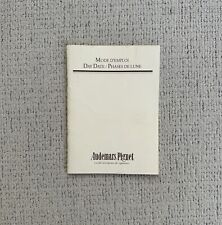 MODE D'EMPLOI
DAY DATE - PHASES DE LUNE
Audemars Piguet